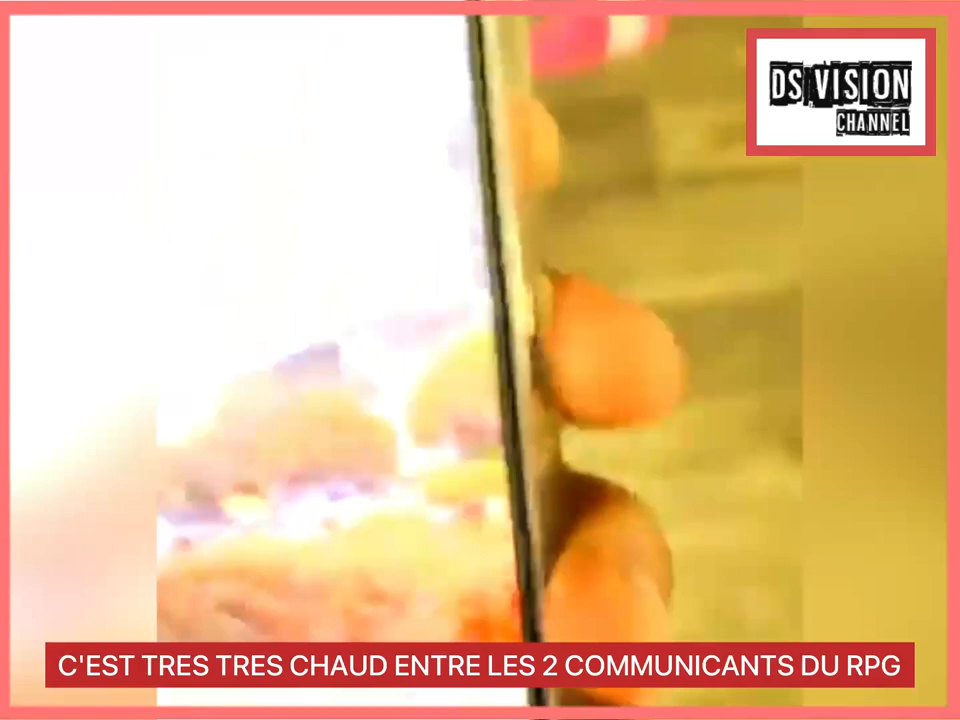 DS VISION
CHANNEL
C'EST TRES TRES CHAUD ENTRE LES 2 COMMUNICANTS DU RPG